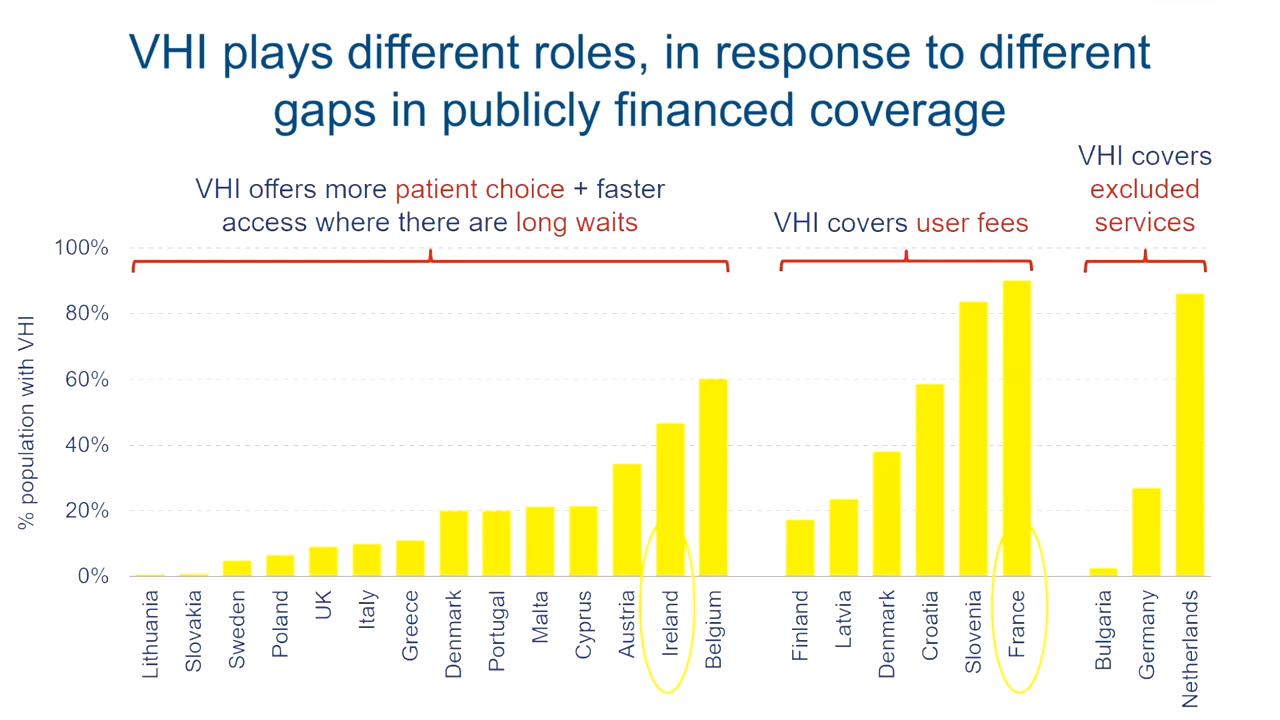 VHI plays different roles, in response to different
gaps in publicly financed coverage
VHI offers more patient choice + faster
access where there are long waits
VHI covers user fees
VHI covers
excluded
services
% population with VHI
100%
80%
60%
40%
20%
0%
Lithuania
Slovakia
Sweden
Poland
UK
Italy
Greece
Denmark
Portugal
Malta
Cyprus
Austria
Ireland
Belgium
Finland
Latvia
Denmark
Croatia
Slovenia
France
Bulgaria
Germany
Netherlands